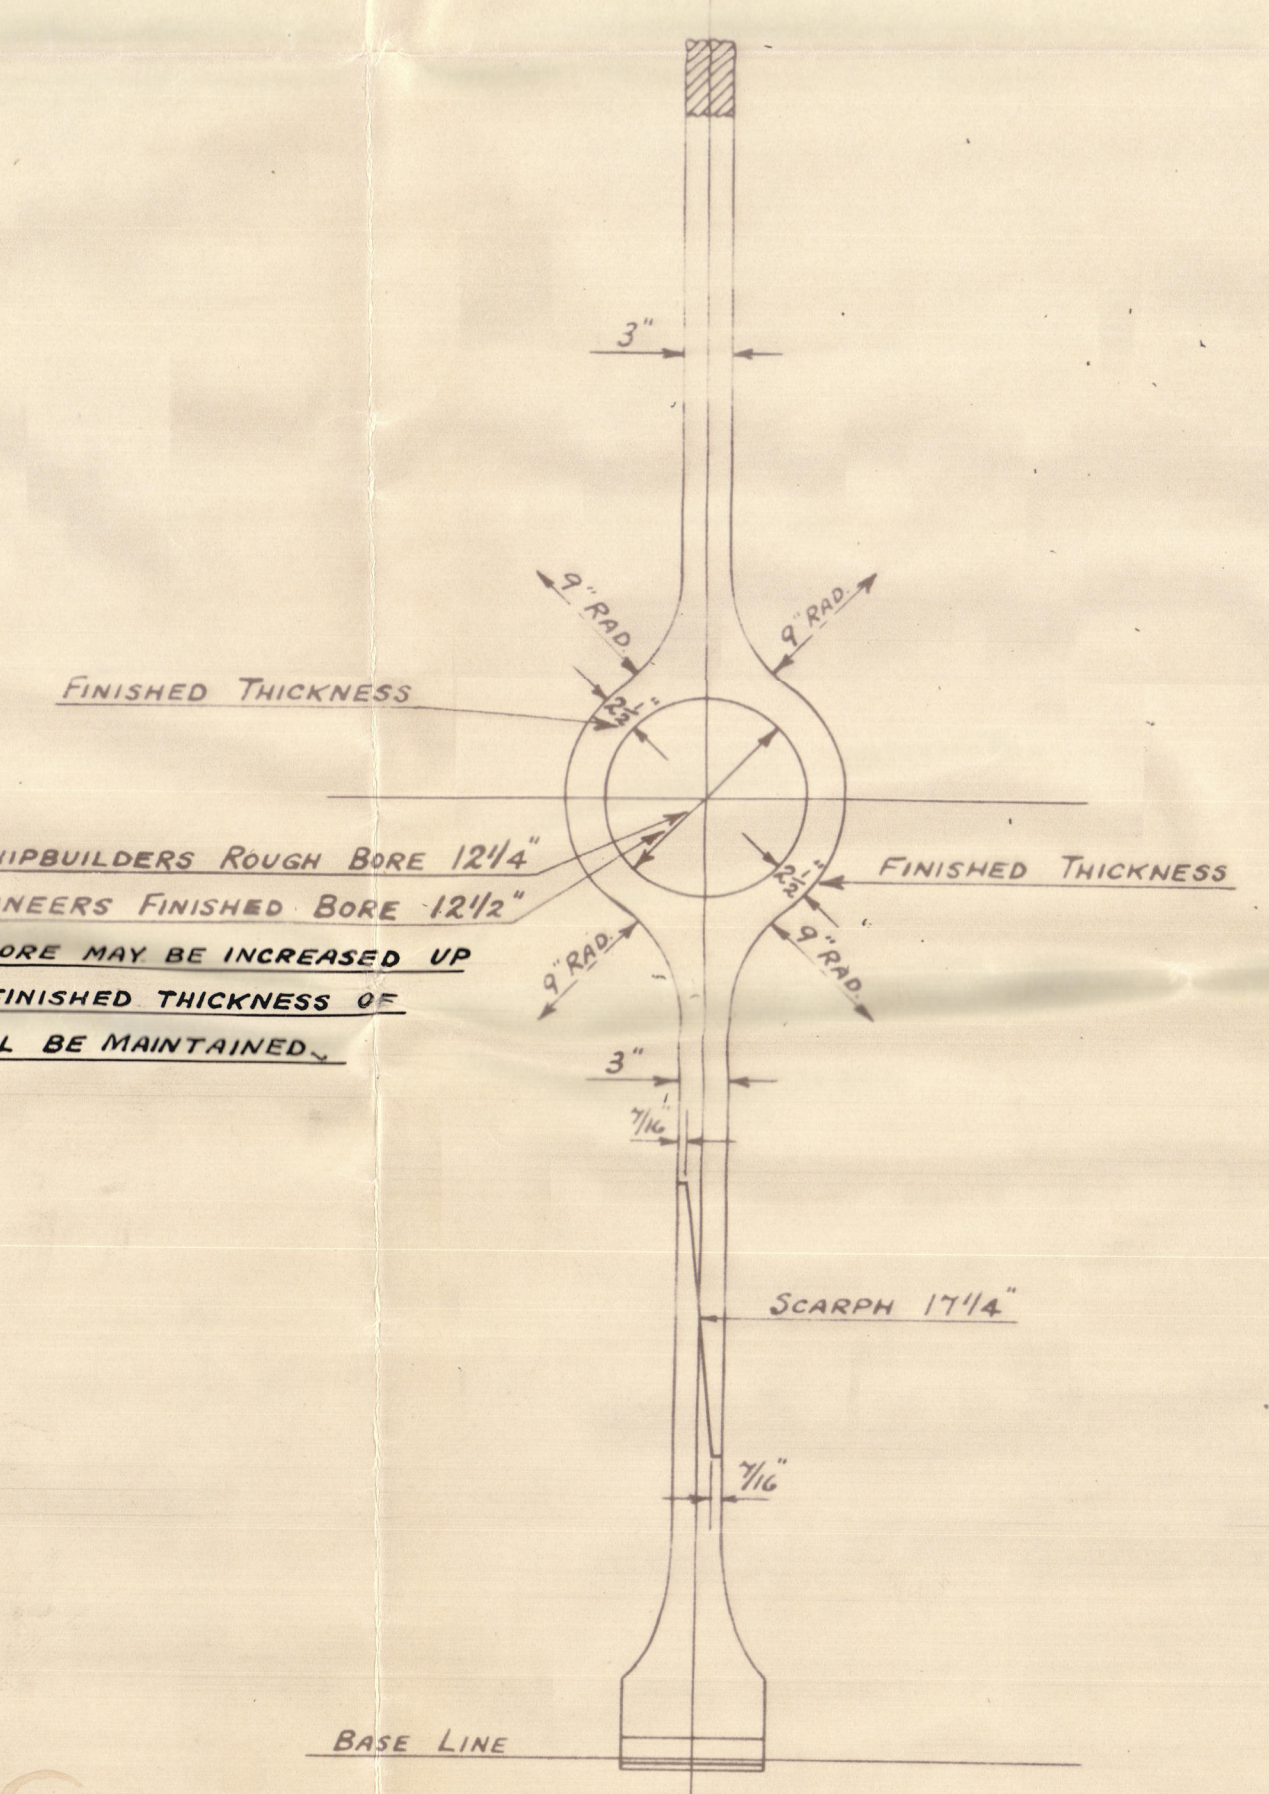 3"
9" RAD.
9" RAD.
FINISHED THICKNESS
2½"
HIPBUILDERS ROUGH BORE 12¼"
2½"
FINISHED THICKNESS
NEERS FINISHED BORE 12½"
9" RAD.
9" RAD.
ORE MAY BE INCREASED UP
FINISHED THICKNESS OF
L BE MAINTAINED.
3"
7/16"
SCARPH 17¼"
7/16"
BASE LINE